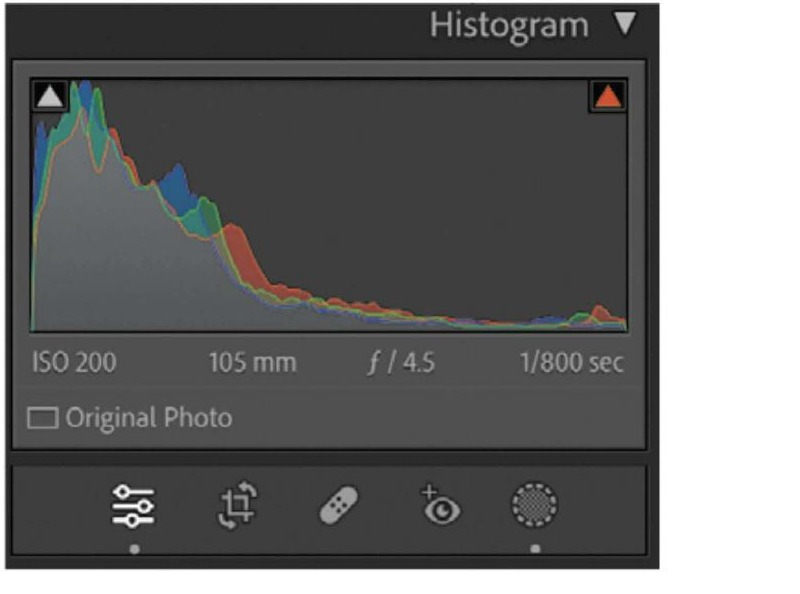 Histogram
ISO 200 105 mm ƒ / 4.5 1/800 sec
Original Photo